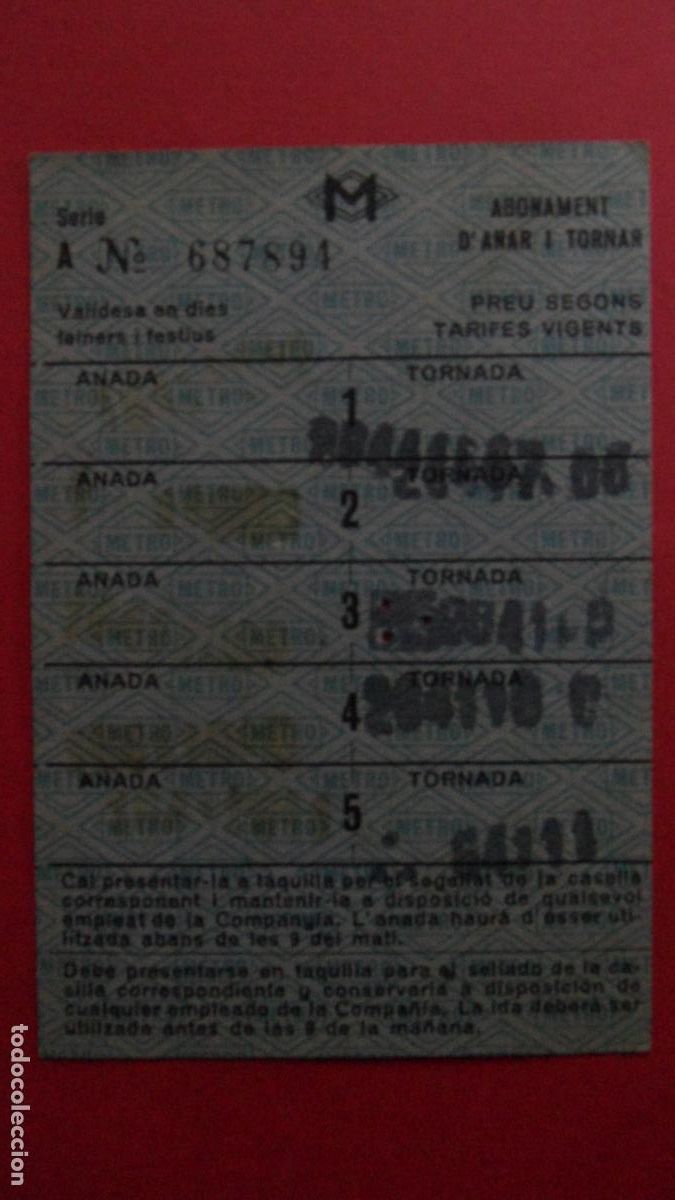 M
Serie
A Nº 687894
ABONAMENT
D'ANAR I TORNAR
Validesa en dies
feiners i festius
PREU SEGONS
TARIFES VIGENTS
ANADA 1 TORNADA
ANADA 2 TORNADA
ANADA 3 TORNADA
ANADA 4 TORNADA
264110 C
ANADA 5 TORNADA
64111
Cal presentar-la a taquilla per el segellat de la casella
corresponent i mantenir-la a disposició de qualsevol
empleat de la Companyia. L'anada haurà d'ésser uti-
litzada abans de les 9 del matí.
Debe presentarse en taquilla para el sellado de la ca-
silla correspondiente y conservarla a disposición de
cualquier empleado de la Compañía. La ida deberá ser
utilizada antes de las 9 de la mañana.
todocoleccion